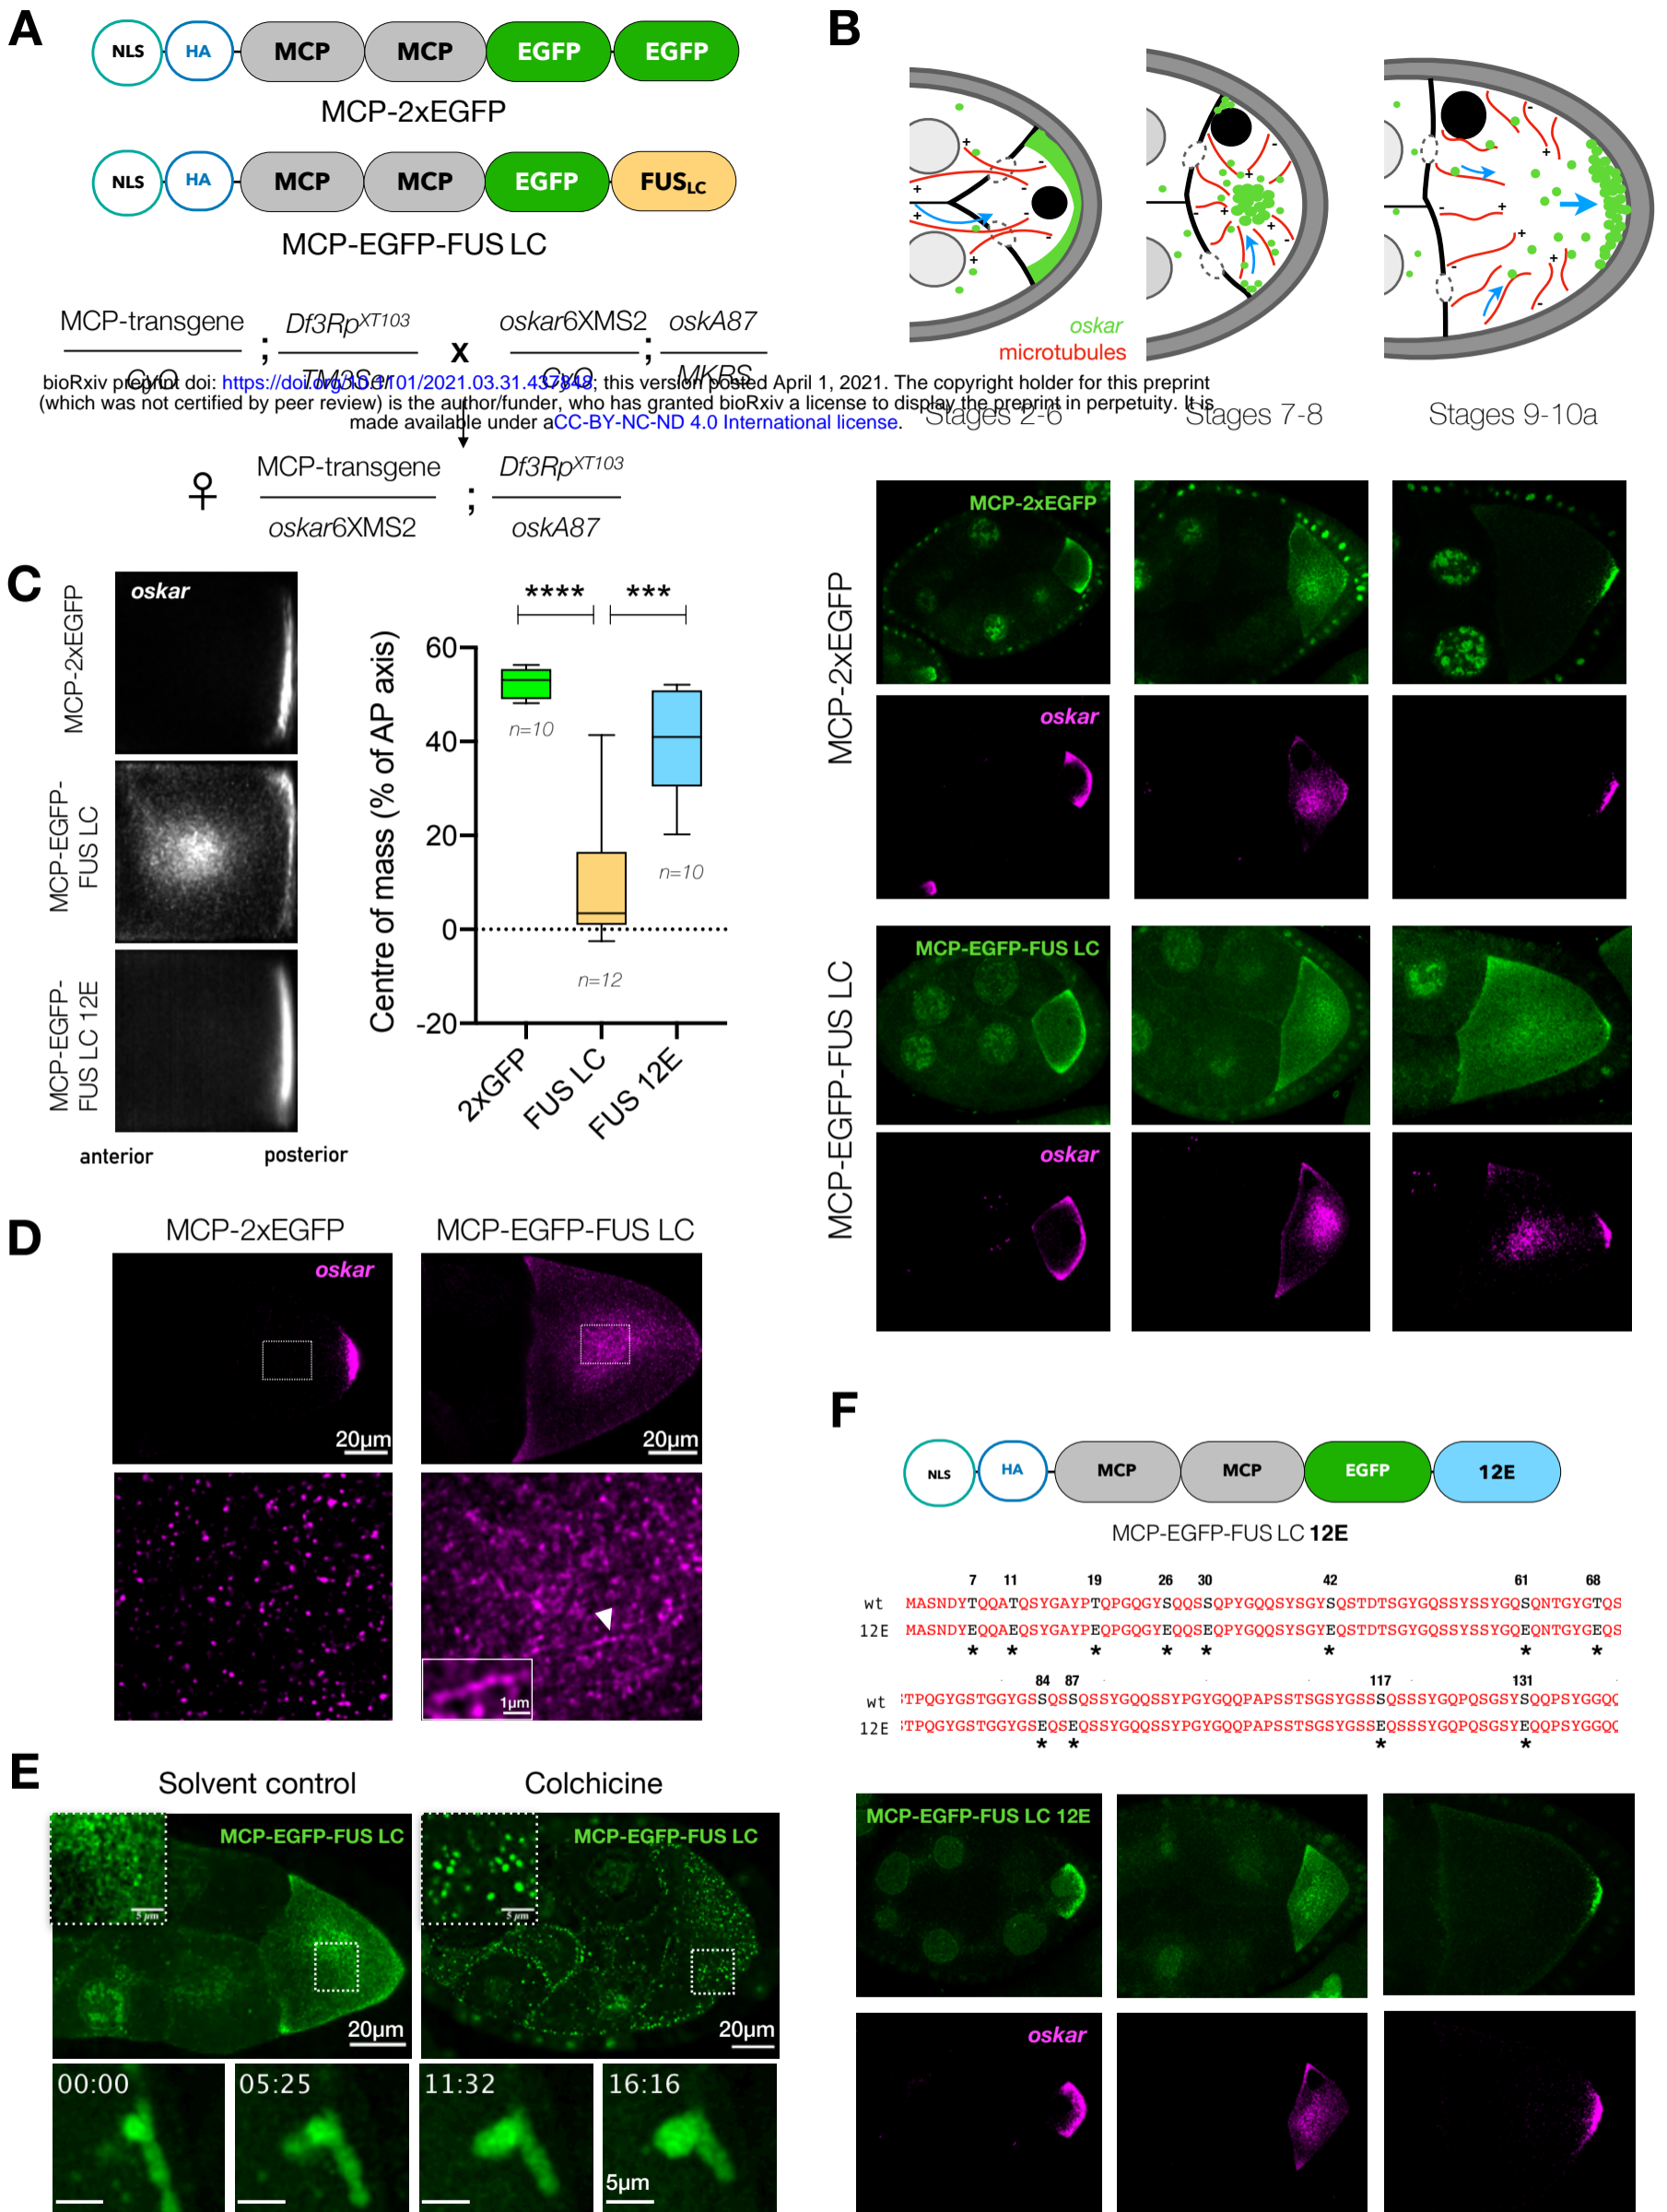 A
NLS HA MCP MCP EGFP EGFP
MCP-2xEGFP
NLS HA MCP MCP EGFP FUSLC
MCP-EGFP-FUS LC
MCP-transgene ; Df3RpXT103 x oskar6XMS2 ; oskA87
CyO TM3Ser CyO MKRS
bioRxiv preprint doi: https://doi.org/10.1101/2021.03.31.437848; this version posted April 1, 2021. The copyright holder for this preprint
(which was not certified by peer review) is the author/funder, who has granted bioRxiv a license to display the preprint in perpetuity. It is
made available under aCC-BY-NC-ND 4.0 International license.
♀ MCP-transgene ; Df3RpXT103
oskar6XMS2 oskA87
B
+ + + + - - - -
oskar
microtubules
Stages 2-6
Stages 7-8
Stages 9-10a
MCP-2xEGFP
MCP-2xEGFP
oskar
MCP-EGFP-FUS LC
MCP-EGFP-FUS LC
oskar
C
MCP-2xEGFP
oskar
MCP-EGFP-
FUS LC
MCP-EGFP-
FUS LC 12E
anterior posterior
**** ***
Centre of mass (% of AP axis)
60
40
20
0
-20
n=10
n=12
n=10
2xGFP
FUS LC
FUS 12E
D
MCP-2xEGFP MCP-EGFP-FUS LC
oskar
20µm 20µm
1µm
E
Solvent control Colchicine
MCP-EGFP-FUS LC MCP-EGFP-FUS LC
5 µm 5 µm
20µm 20µm
00:00 05:25 11:32 16:16
5µm
F
NLS HA MCP MCP EGFP 12E
MCP-EGFP-FUS LC 12E
7 11 19 26 30 42 61 68
wt MASNDYTQQATQSYGAYPTQPGQGYSQQSSQPYGQQSYSGYSQSTDTSGYGQSSYSSYGQSQNTGYGTQS
12E MASNDYEQQAEQSYGAYPEQPGQGYEQQSEQPYGQQSYSGYEQSTDTSGYGQSSYSSYGQEQNTGYGEQS
* * * * * * * *
84 87 117 131
wt STPQGYGSTGGYGSSQSSQSSYGQQSSYPGYGQQPAPSSTSGSYGSSSQSSSYGQPQSGSYSQQPSYGGQQ
12E STPQGYGSTGGYGSEQSEQSSYGQQSSYPGYGQQPAPSSTSGSYGSSEQSSSYGQPQSGSYEQQPSYGGQQ
* * * *
MCP-EGFP-FUS LC 12E
oskar